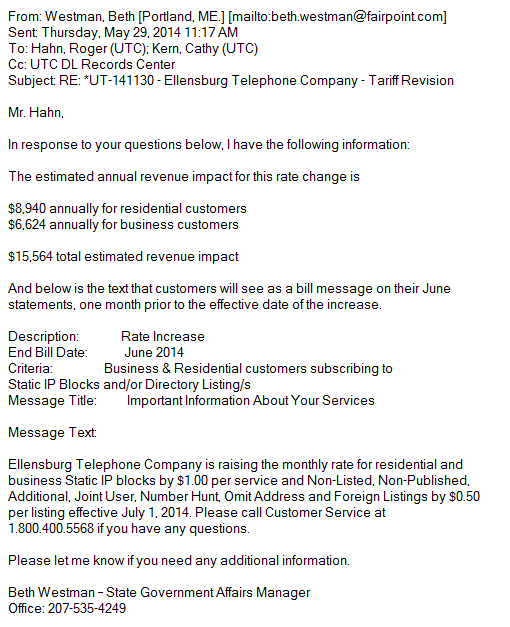 From: Westman, Beth [Portland, ME.] [mailto:beth.westman@fairpoint.com]
Sent: Thursday, May 29, 2014 11:17 AM
To: Hahn, Roger (UTC); Kern, Cathy (UTC)
Cc: UTC DL Records Center
Subject: RE: *UT-141130 - Ellensburg Telephone Company - Tariff Revision
Mr. Hahn,
In response to your questions below, I have the following information:
The estimated annual revenue impact for this rate change is
$8,940 annually for residential customers
$6,624 annually for business customers
$15,564 total estimated revenue impact
And below is the text that customers will see as a bill message on their June
statements, one month prior to the effective date of the increase.
Description: Rate Increase
End Bill Date: June 2014
Criteria: Business & Residential customers subscribing to
Static IP Blocks and/or Directory Listing/s
Message Title: Important Information About Your Services
Message Text:
Ellensburg Telephone Company is raising the monthly rate for residential and
business Static IP blocks by $1.00 per service and Non-Listed, Non-Published,
Additional, Joint User, Number Hunt, Omit Address and Foreign Listings by $0.50
per listing effective July 1, 2014. Please call Customer Service at
1.800.400.5568 if you have any questions.
Please let me know if you need any additional information.
Beth Westman – State Government Affairs Manager
Office: 207-535-4249